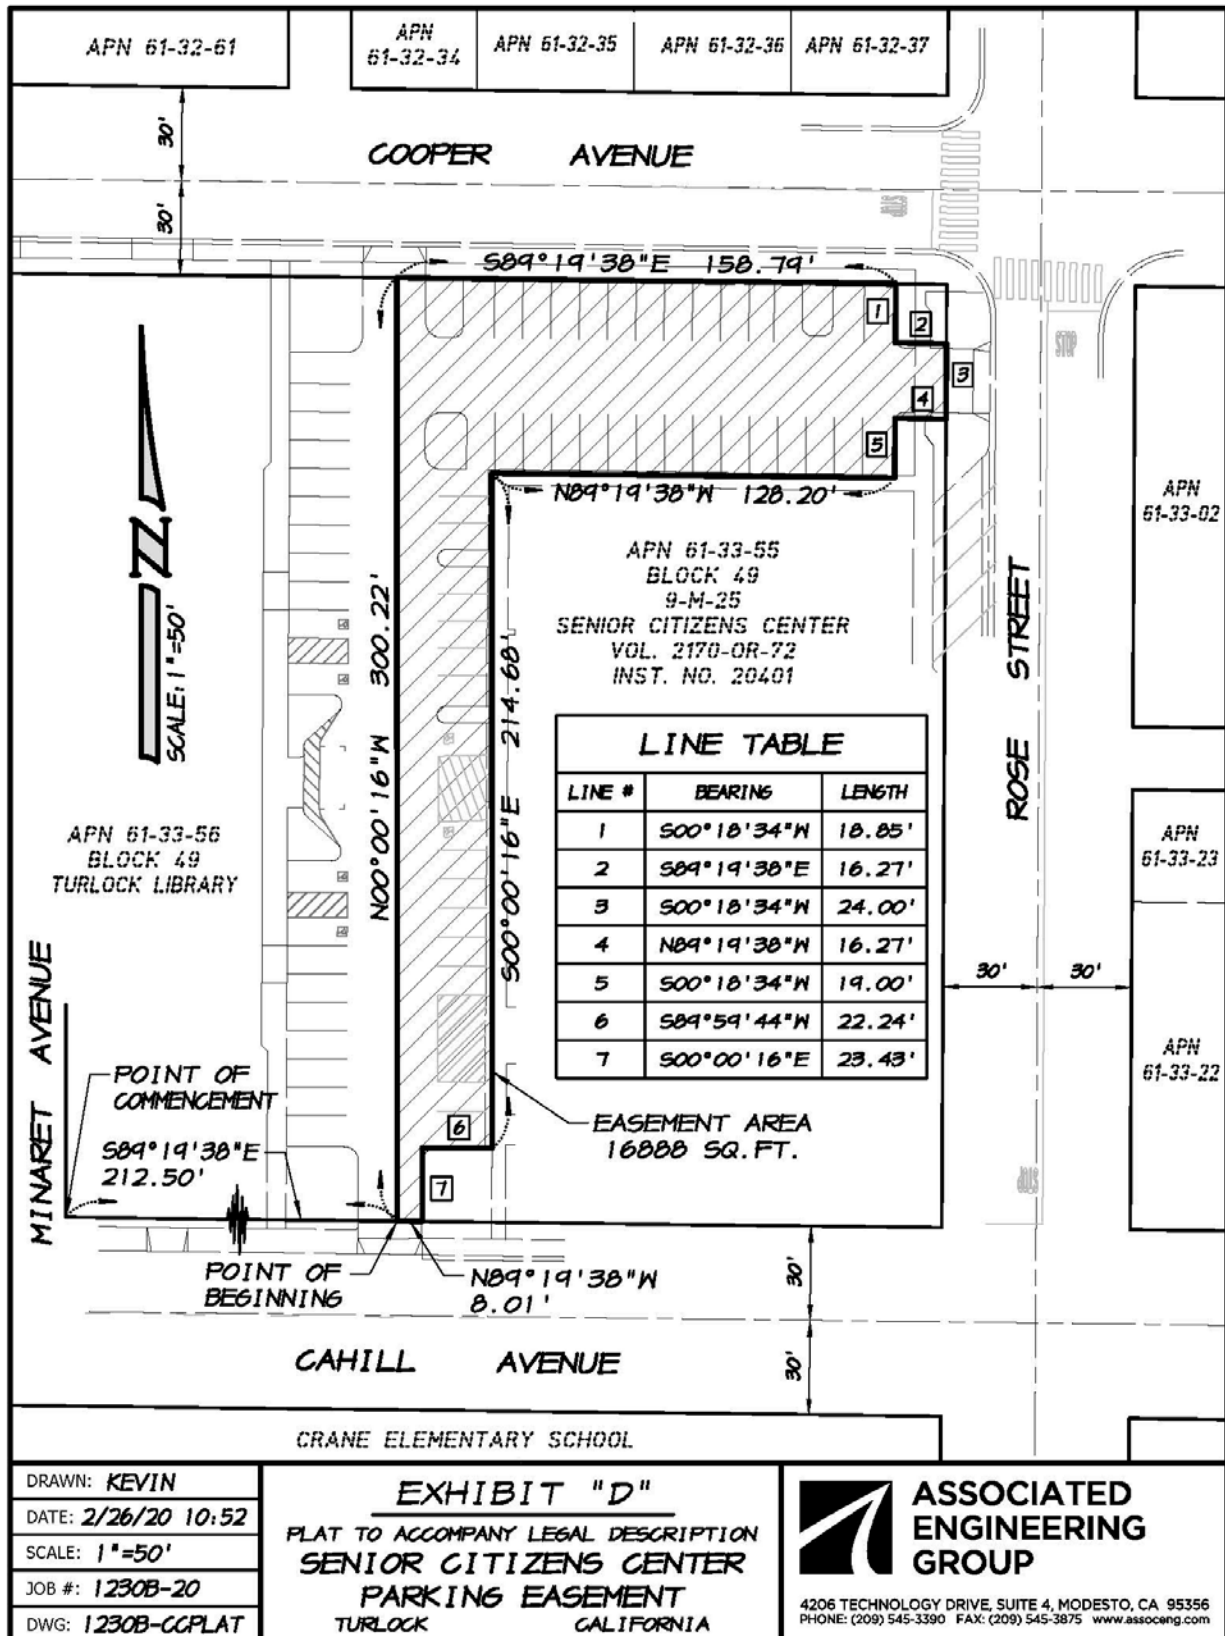 APN 61-32-61
APN
61-32-34
APN 61-32-35
APN 61-32-36
APN 61-32-37
30'
COOPER AVENUE
30'
STOP
S89°19'38"E 158.79'
1
2
3
4
5
STOP
N89°19'38"W 128.20'
APN
61-33-02
N
SCALE: 1"=50'
N00°00'16"W 300.22'
S00°00'16"E 214.68'
APN 61-33-55
BLOCK 49
9-M-25
SENIOR CITIZENS CENTER
VOL. 2170-OR-72
INST. NO. 20401
ROSE STREET
LINE TABLE
LINE # BEARING LENGTH
1 S00°18'34"W 18.85'
2 S89°19'38"E 16.27'
3 S00°18'34"W 24.00'
4 N89°19'38"W 16.27'
5 S00°18'34"W 19.00'
6 S89°59'44"W 22.24'
7 S00°00'16"E 23.43'
APN 61-33-56
BLOCK 49
TURLOCK LIBRARY
APN
61-33-23
30' 30'
APN
61-33-22
MINARET AVENUE
POINT OF
COMMENCEMENT
S89°19'38"E
212.50'
6
7
EASEMENT AREA
16888 SQ.FT.
STOP
POINT OF
BEGINNING
N89°19'38"W
8.01'
30'
CAHILL AVENUE
30'
CRANE ELEMENTARY SCHOOL
DRAWN: KEVIN
DATE: 2/26/20 10:52
SCALE: 1"=50'
JOB #: 1230B-20
DWG: 1230B-CCPLAT
EXHIBIT "D"
PLAT TO ACCOMPANY LEGAL DESCRIPTION
SENIOR CITIZENS CENTER
PARKING EASEMENT
TURLOCK CALIFORNIA
ASSOCIATED
ENGINEERING
GROUP
4206 TECHNOLOGY DRIVE, SUITE 4, MODESTO, CA 95356
PHONE: (209) 545-3390 FAX: (209) 545-3875 www.assoceng.com